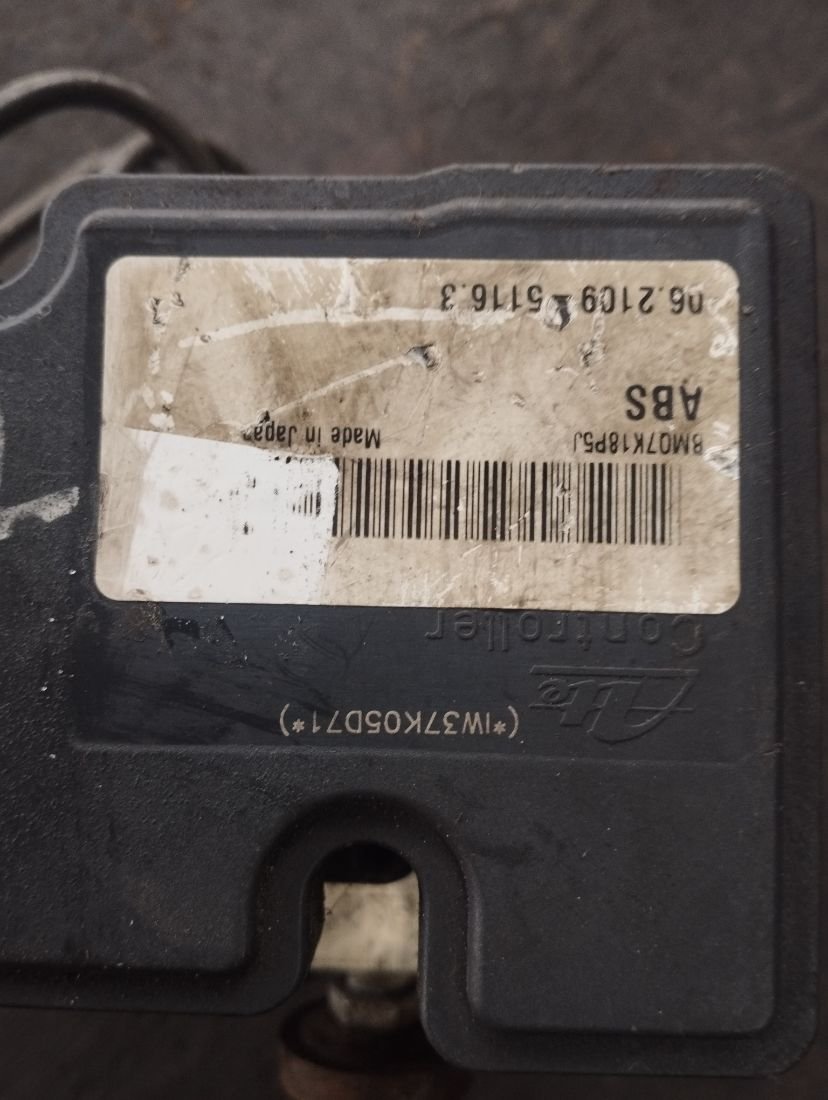 Ate (*IW37K05D71*)
Controller
8M07K18P5J Made in Japan
ABS
06.2109-5116.3